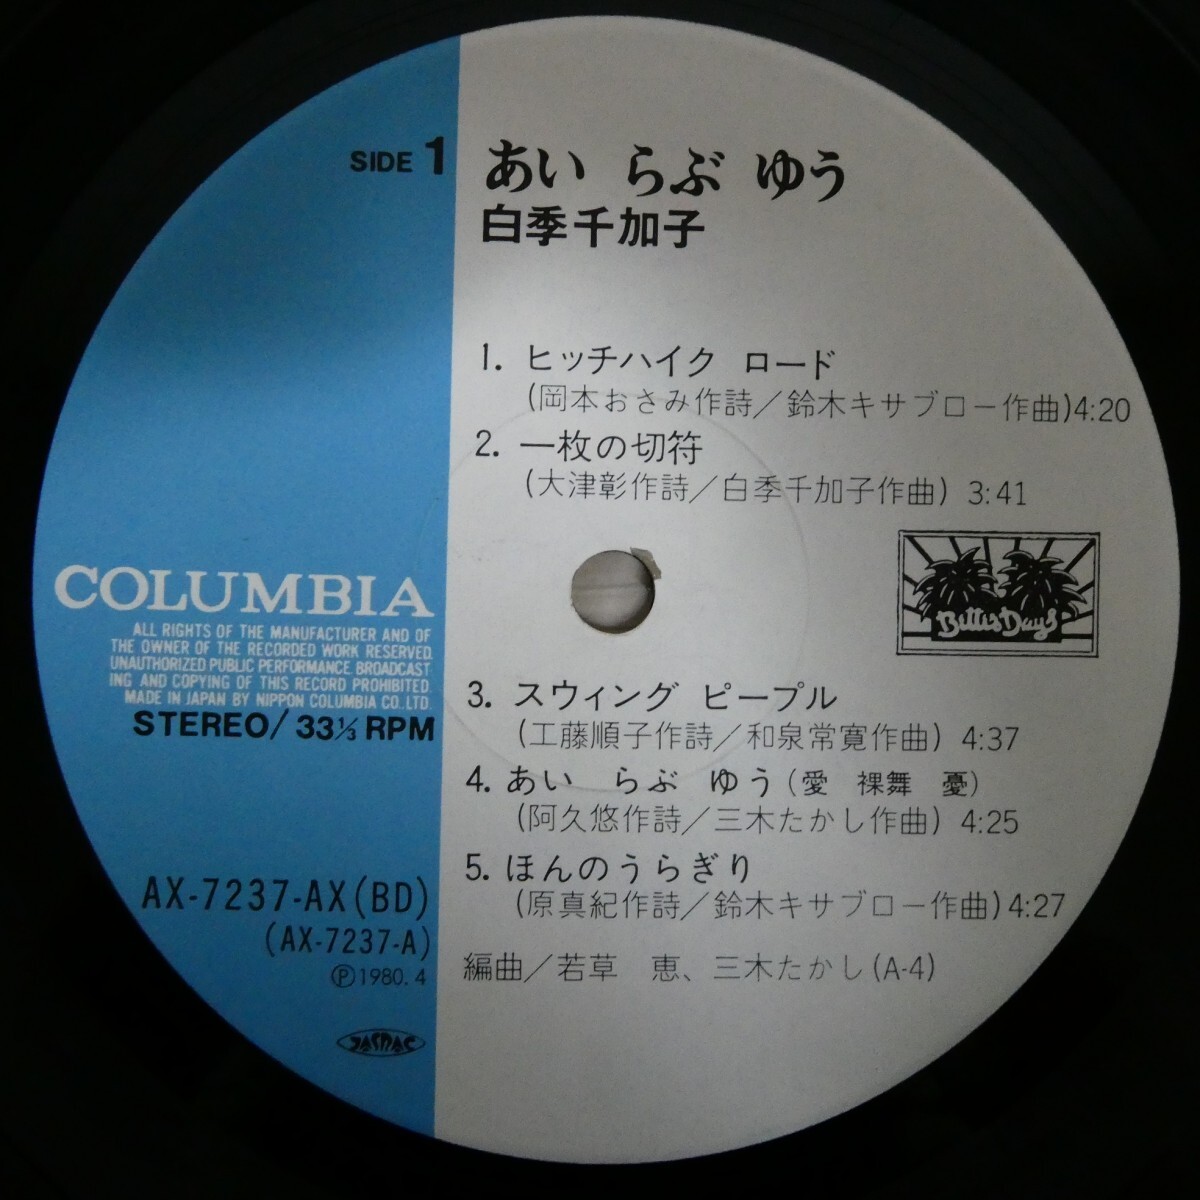 SIDE 1
あい らぶ ゆう
白季千加子
1. ヒッチハイク ロード
(岡本おさみ作詩/鈴木キサブロー作曲)4:20
2. 一枚の切符
(大津彰作詩/白季千加子作曲) 3:41
Better Days
COLUMBIA
ALL RIGHTS OF THE MANUFACTURER AND OF
THE OWNER OF THE RECORDED WORK RESERVED.
UNAUTHORIZED PUBLIC PERFORMANCE BROADCAST
ING AND COPYING OF THIS RECORD PROHIBITED.
MADE IN JAPAN BY NIPPON COLUMBIA CO., LTD.
STEREO/ 33⅓ RPM
3. スウィング ピープル
(工藤順子作詩/和泉常寛作曲) 4:37
4. あい らぶ ゆう(愛 裸舞 憂)
(阿久悠作詩/三木たかし作曲) 4:25
5. ほんのうらぎり
(原真紀作詩/鈴木キサブロー作曲)4:27
編曲/若草 恵、三木たかし(A-4)
AX-7237-AX(BD)
(AX-7237-A)
Ⓟ1980. 4
JASRAC